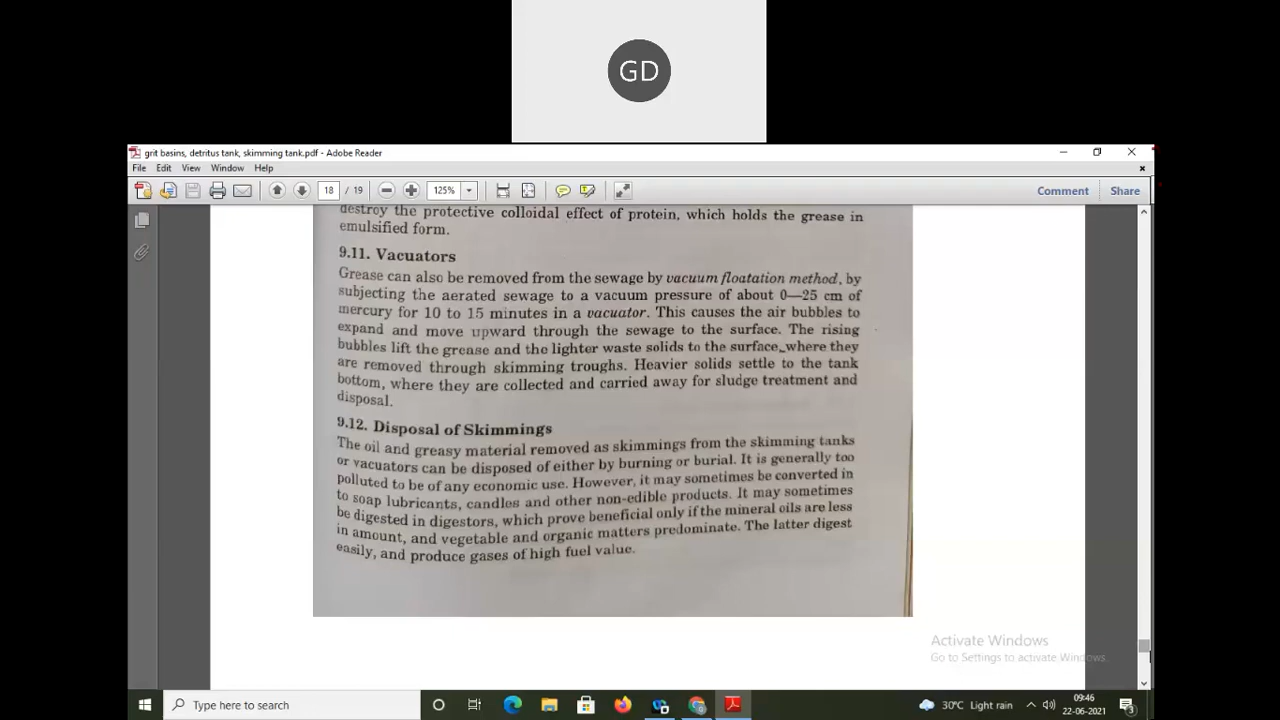 GD
grit basins, detritus tank, skimming tank.pdf - Adobe Reader
File Edit View Window Help
18 / 19 125% Comment Share
destroy the protective colloidal effect of protein, which holds the grease in
emulsified form.
9.11. Vacuators
Grease can also be removed from the sewage by vacuum floatation method, by
subjecting the aerated sewage to a vacuum pressure of about 0—25 cm of
mercury for 10 to 15 minutes in a vacuator. This causes the air bubbles to
expand and move upward through the sewage to the surface. The rising
bubbles lift the grease and the lighter waste solids to the surface, where they
are removed through skimming troughs. Heavier solids settle to the tank
bottom, where they are collected and carried away for sludge treatment and
disposal.
9.12. Disposal of Skimmings
The oil and greasy material removed as skimmings from the skimming tanks
or vacuators can be disposed of either by burning or burial. It is generally too
polluted to be of any economic use. However, it may sometimes be converted in
to soap lubricants, candles and other non-edible products. It may sometimes
be digested in digestors, which prove beneficial only if the mineral oils are less
in amount, and vegetable and organic matters predominate. The latter digest
easily, and produce gases of high fuel value.
Activate Windows
Go to Settings to activate Windows.
Type here to search
30°C Light rain
09:46
22-06-2021
3